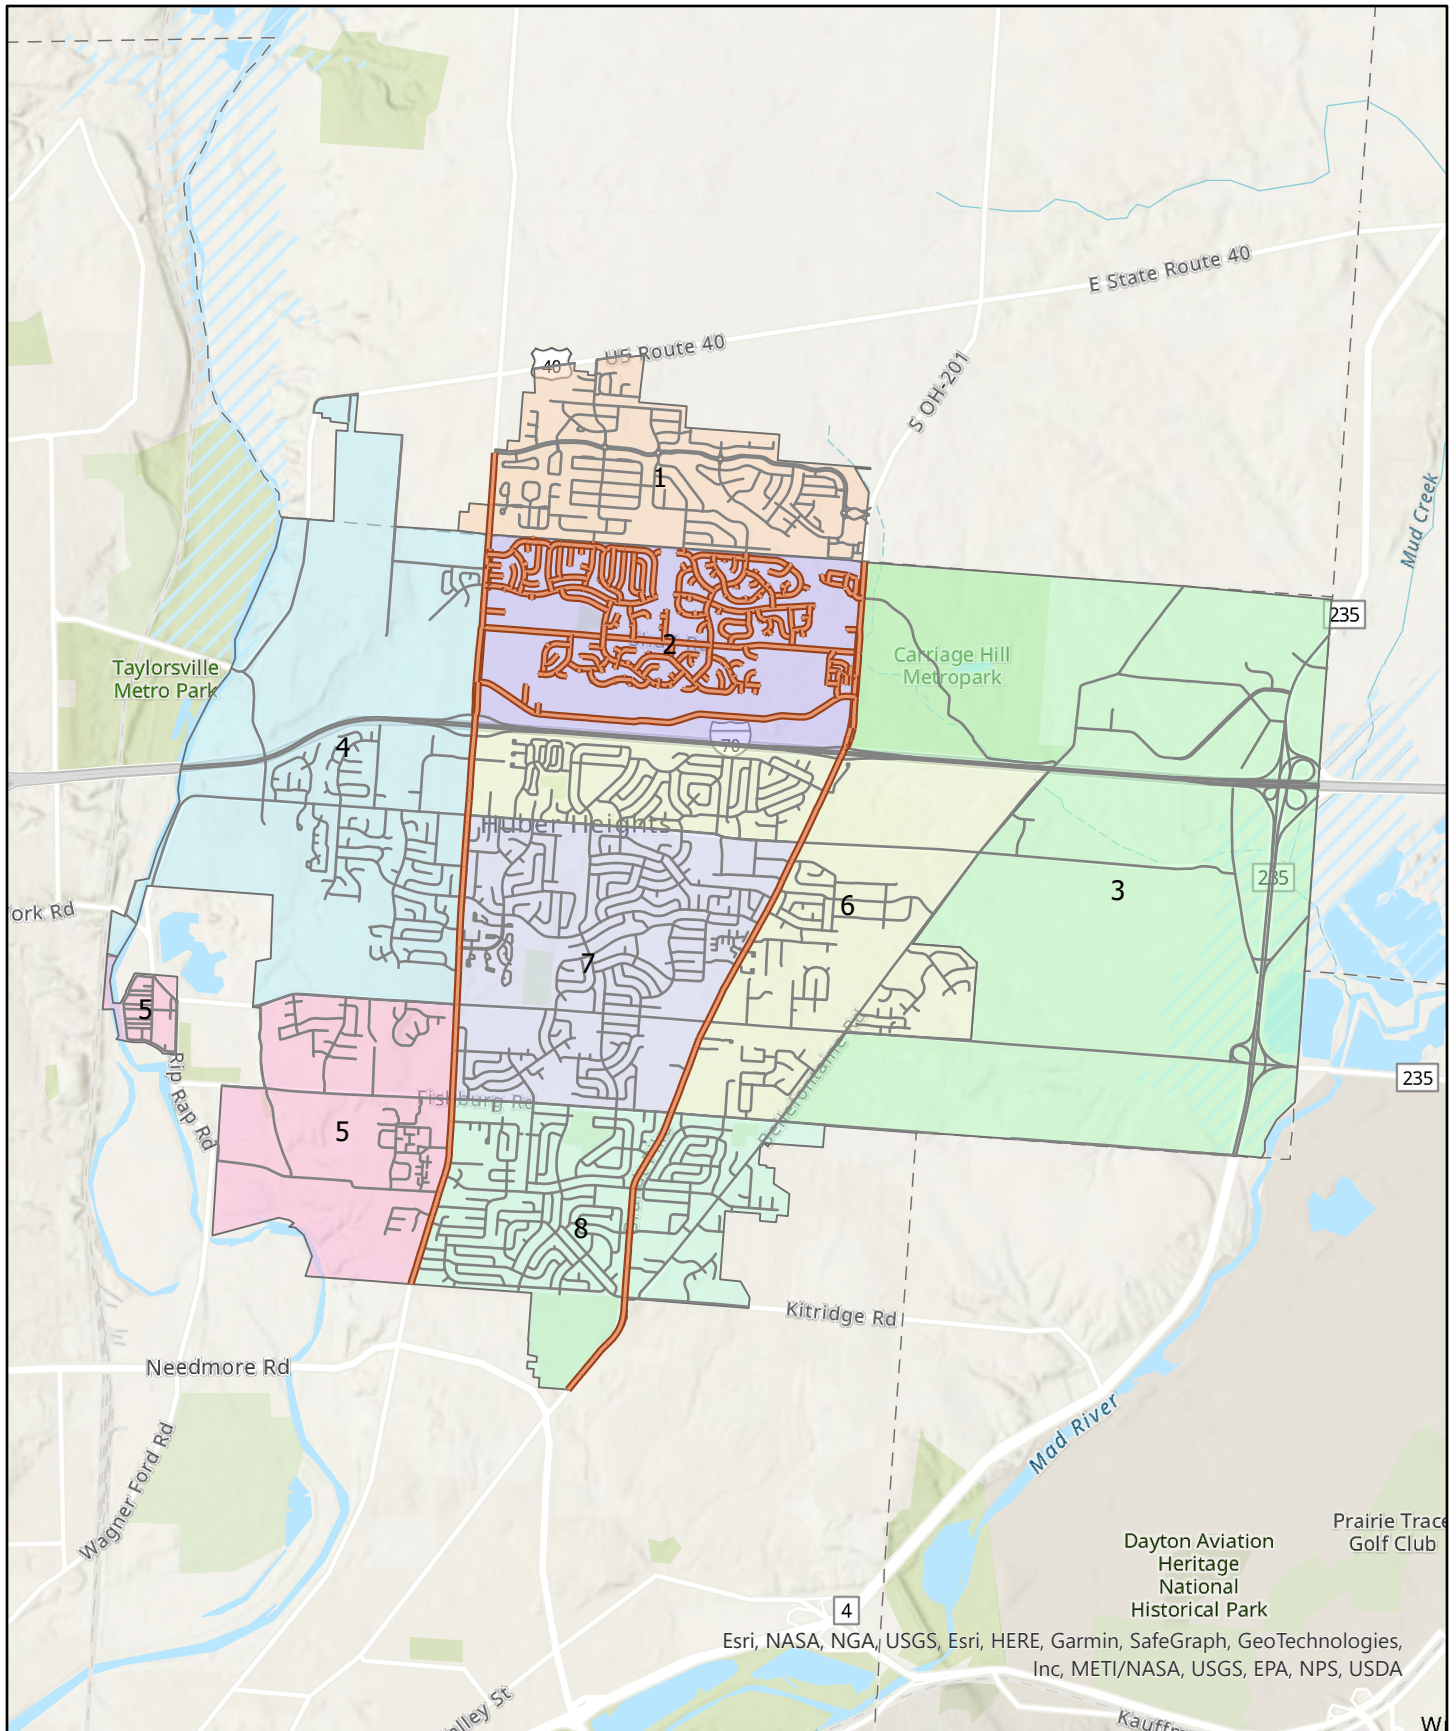 E State Route 40
US Route 40
40
S OH-201
1
Mud Creek
235
2
Taylorsville
Metro Park
Carriage Hill
Metropark
4
70
Huber Heights
235
3
6
ork Rd
7
5
Rip Rap Rd
235
Fishburg Rd
5
8
Kitridge Rd
Needmore Rd
Mad River
Wagner Ford Rd
Prairie Trace
Golf Club
Dayton Aviation
Heritage
National
Historical Park
4
Esri, NASA, NGA, USGS, Esri, HERE, Garmin, SafeGraph, GeoTechnologies,
Inc, METI/NASA, USGS, EPA, NPS, USDA
alley St
Kauffm